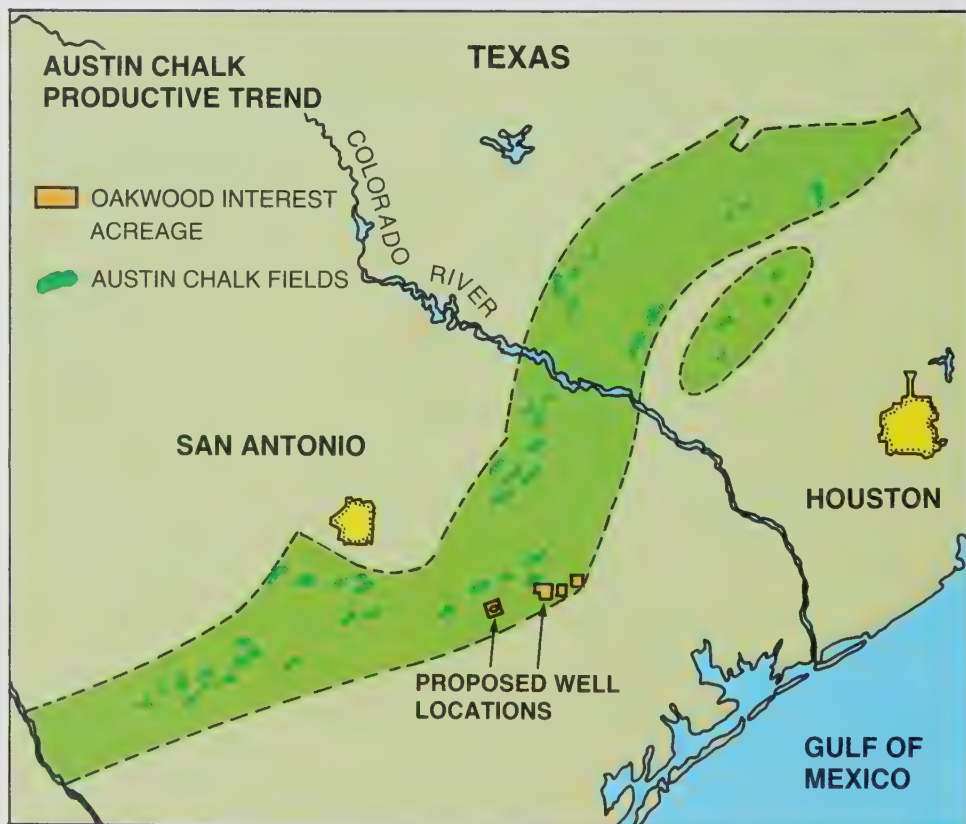 AUSTIN CHALK
PRODUCTIVE TREND
TEXAS
COLORADO RIVER
OAKWOOD INTEREST
ACREAGE
AUSTIN CHALK FIELDS
SAN ANTONIO
HOUSTON
PROPOSED WELL
LOCATIONS
GULF OF
MEXICO